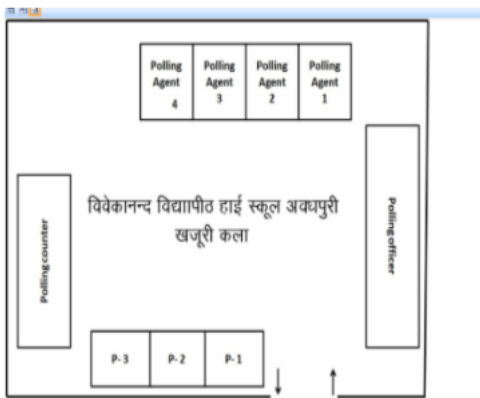 Polling Agent 4
Polling Agent 3
Polling Agent 2
Polling Agent 1
विवेकानन्द विद्याापीठ हाई स्कूल अवधपुरी
खजूरी कला
Polling counter
Polling officer
P-3
P-2
P-1